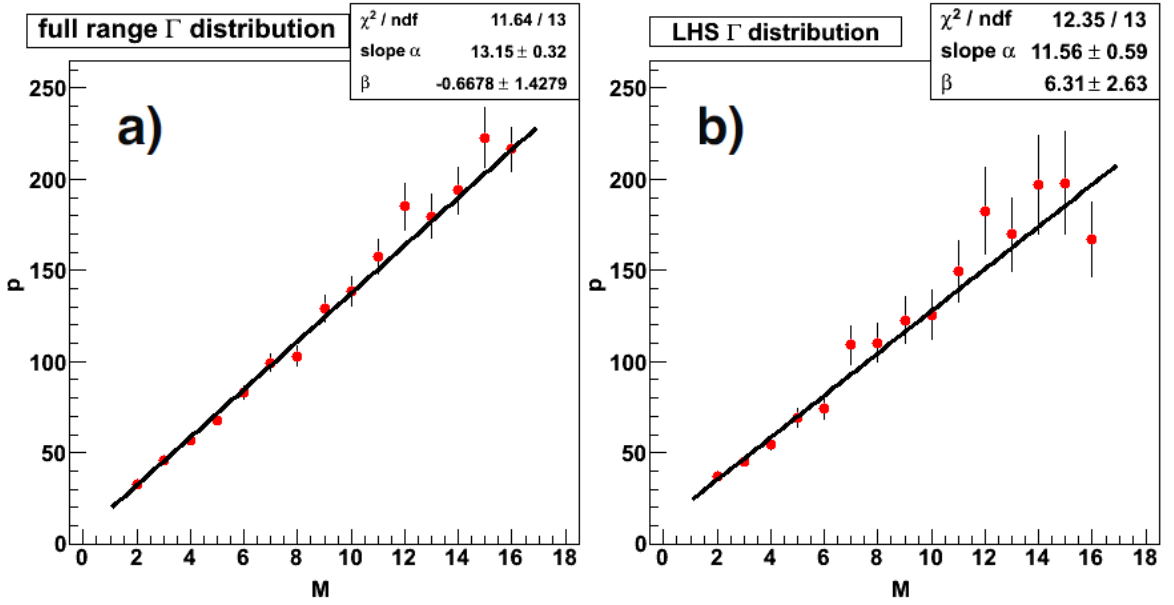 full range Γ distribution
χ² / ndf 11.64 / 13
slope α 13.15 ± 0.32
β -0.6678 ± 1.4279
a)
p
250
200
150
100
50
0
0 2 4 6 8 10 12 14 16 18
M
LHS Γ distribution
χ² / ndf 12.35 / 13
slope α 11.56 ± 0.59
β 6.31 ± 2.63
b)
p
250
200
150
100
50
0
0 2 4 6 8 10 12 14 16 18
M